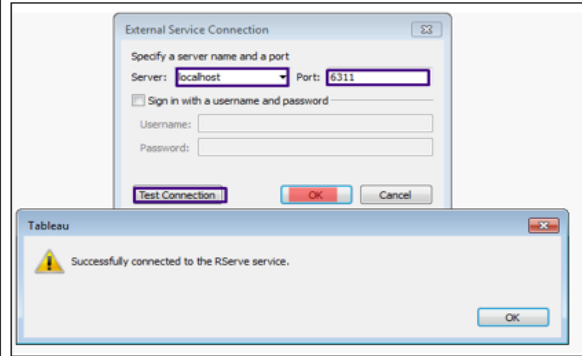 External Service Connection
Specify a server name and a port
Server: localhost Port: 6311
Sign in with a username and password
Username:
Password:
Test Connection OK Cancel
Tableau
Successfully connected to the RServe service.
OK